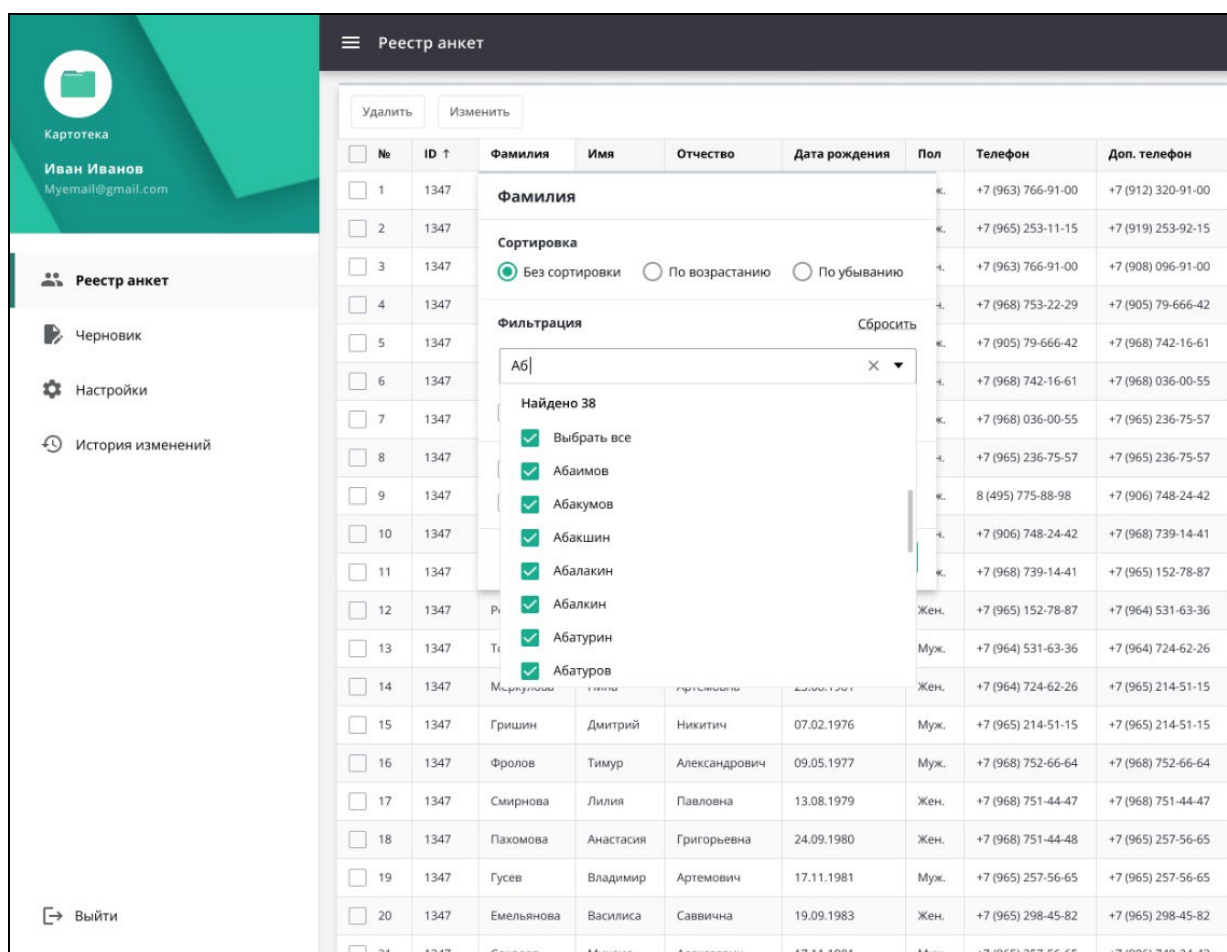 Картотека
Иван Иванов
Myemail@gmail.com
Реестр анкет
Черновик
Настройки
История изменений
Выйти
Реестр анкет
Удалить Изменить
№ ID ↑ Фамилия Имя Отчество Дата рождения Пол Телефон Доп. телефон
1 1347 +7 (963) 766-91-00 +7 (912) 320-91-00
2 1347 +7 (965) 253-11-15 +7 (919) 253-92-15
3 1347 +7 (963) 766-91-00 +7 (908) 096-91-00
4 1347 +7 (968) 753-22-29 +7 (905) 79-666-42
5 1347 +7 (905) 79-666-42 +7 (968) 742-16-61
6 1347 +7 (968) 742-16-61 +7 (968) 036-00-55
7 1347 +7 (968) 036-00-55 +7 (965) 236-75-57
8 1347 +7 (965) 236-75-57 +7 (965) 236-75-57
9 1347 8 (495) 775-88-98 +7 (906) 748-24-42
10 1347 +7 (906) 748-24-42 +7 (968) 739-14-41
11 1347 +7 (968) 739-14-41 +7 (965) 152-78-87
12 1347 Жен. +7 (965) 152-78-87 +7 (964) 531-63-36
13 1347 Муж. +7 (964) 531-63-36 +7 (964) 724-62-26
14 1347 Жен. +7 (964) 724-62-26 +7 (965) 214-51-15
15 1347 Гришин Дмитрий Никитич 07.02.1976 Муж. +7 (965) 214-51-15 +7 (965) 214-51-15
16 1347 Фролов Тимур Александрович 09.05.1977 Муж. +7 (968) 752-66-64 +7 (968) 752-66-64
17 1347 Смирнова Лилия Павловна 13.08.1979 Жен. +7 (968) 751-44-47 +7 (968) 751-44-47
18 1347 Пахомова Анастасия Григорьевна 24.09.1980 Жен. +7 (968) 751-44-48 +7 (965) 257-56-65
19 1347 Гусев Владимир Артемович 17.11.1981 Муж. +7 (965) 257-56-65 +7 (965) 257-56-65
20 1347 Емельянова Василиса Саввична 19.09.1983 Жен. +7 (965) 298-45-82 +7 (965) 298-45-82
Фамилия
Сортировка
Без сортировки По возрастанию По убыванию
Фильтрация Сбросить
Аб
Найдено 38
Выбрать все
Абаимов
Абакумов
Абакшин
Абалакин
Абалкин
Абатурин
Абатуров